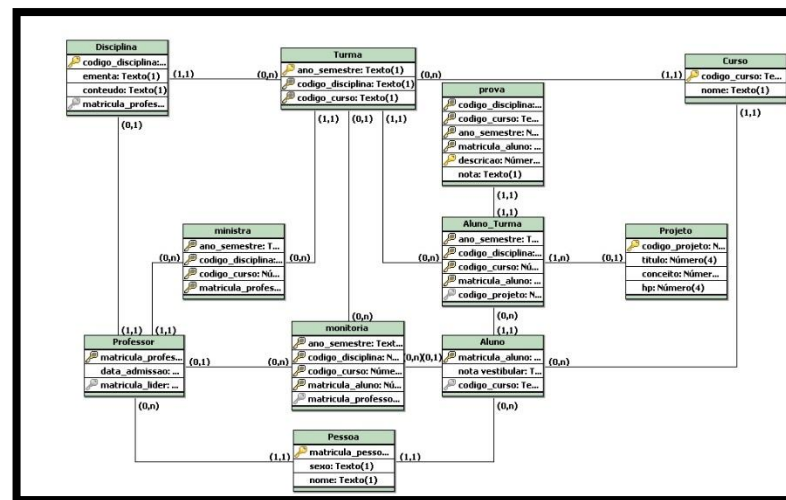 Disciplina
codigo_disciplina:...
ementa: Texto(1)
conteudo: Texto(1)
matricula_profes...
(1,1)
(0,n)
(0,1)
Turma
ano_semestre: Texto(1)
codigo_disciplina: Texto(1)
codigo_curso: Texto(1)
(0,n)
(1,1)
(1,1)
(0,1)
(1,1)
Curso
codigo_curso: Te...
nome: Texto(1)
(1,1)
prova
codigo_disciplina:...
codigo_curso: Te...
ano_semestre: N...
matricula_aluno: ...
descricao: Númer...
nota: Texto(1)
(1,1)
(1,1)
ministra
ano_semestre: T...
codigo_disciplina:...
codigo_curso: Nú...
matricula_profes...
(0,n)
(0,n)
Aluno_Turma
ano_semestre: T...
codigo_disciplina:...
codigo_curso: Nú...
matricula_aluno: ...
codigo_projeto: N...
(0,n)
(1,n)
(0,1)
(0,n)
(1,1)
Projeto
codigo_projeto: N...
titulo: Número(4)
conceito: Númer...
hp: Número(4)
(1,1)
(1,1)
Professor
matricula_profes...
data_admissao: ...
matricula_lider: ...
(0,1)
(0,n)
(0,n)
(0,n)
monitoria
ano_semestre: Text...
codigo_disciplina: N...
codigo_curso: Núme...
matricula_aluno: Nú...
matricula_professo...
(0,n)(0,1)
Aluno
matricula_aluno: ...
nota vestibular: T...
codigo_curso: Te...
(0,n)
(0,n)
Pessoa
matricula_pesso...
sexo: Texto(1)
nome: Texto(1)
(1,1)
(1,1)